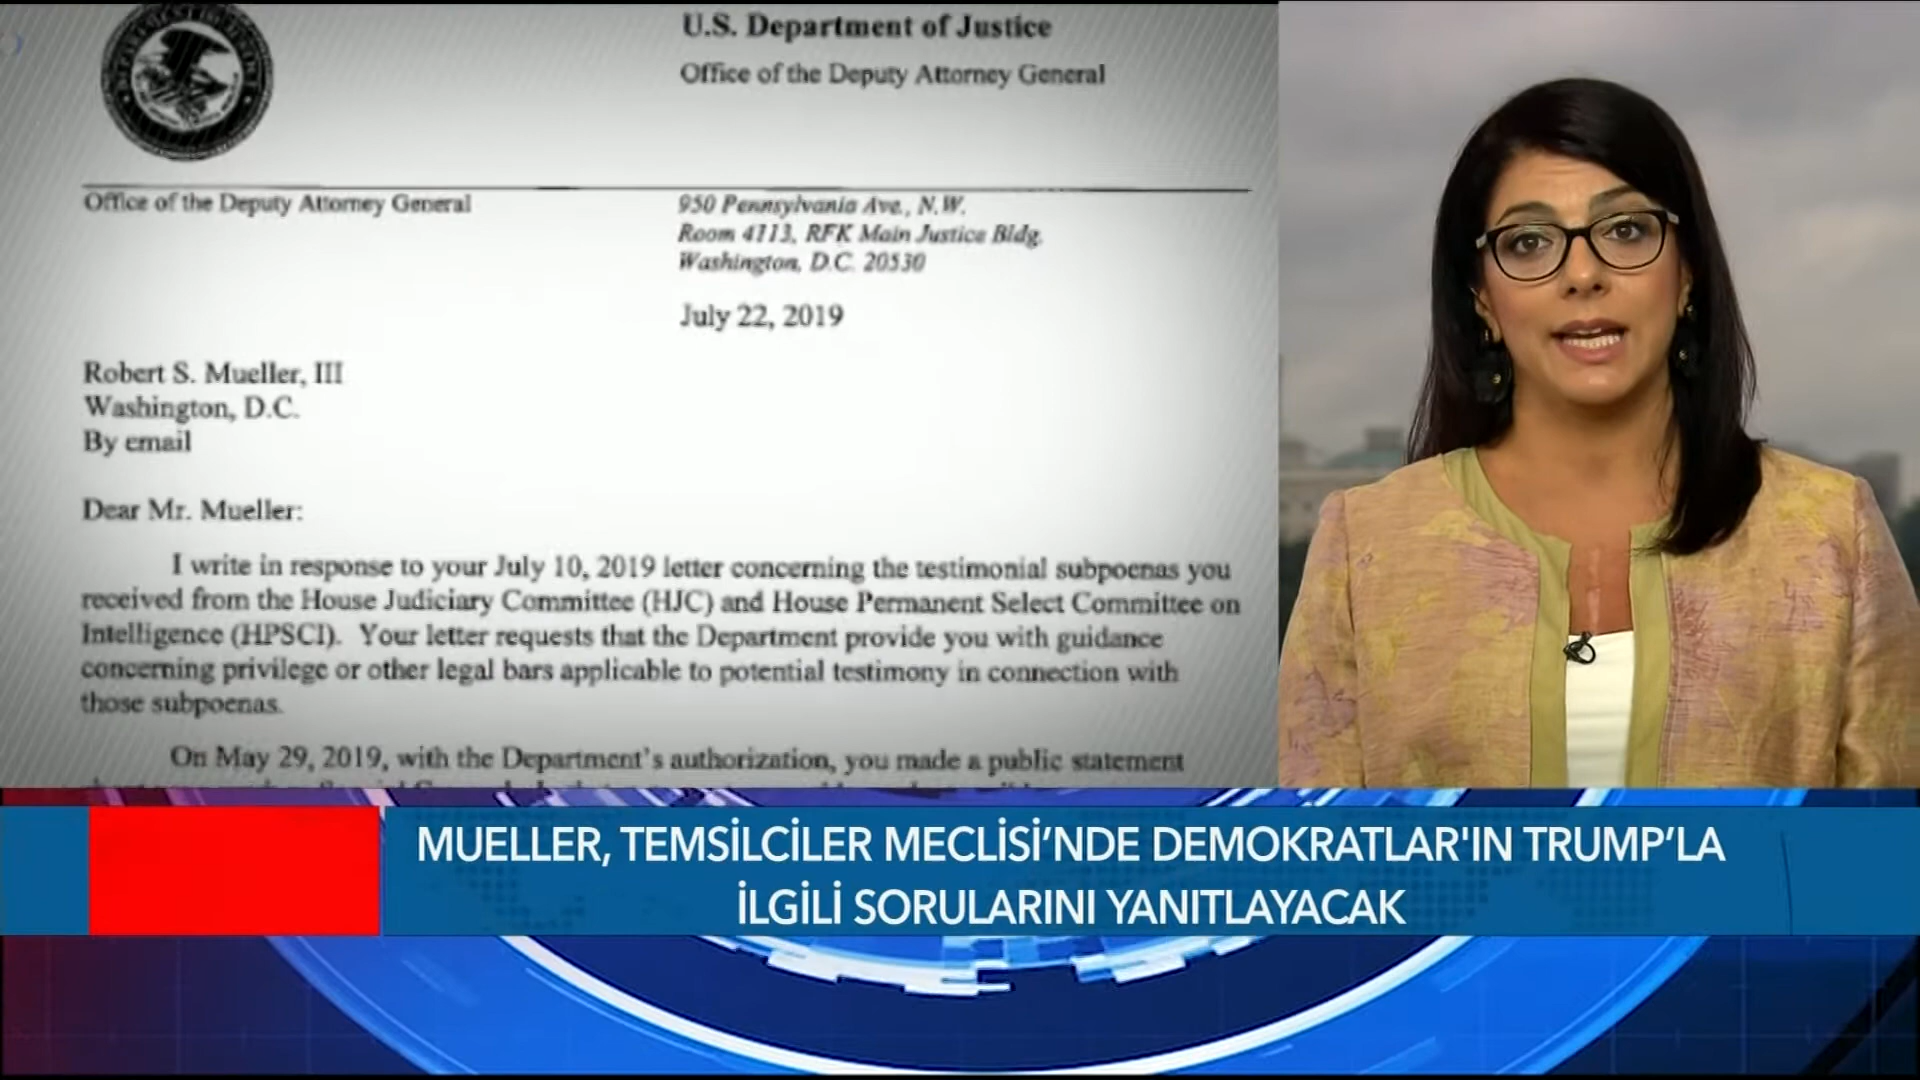 U.S. Department of Justice
Office of the Deputy Attorney General
Office of the Deputy Attorney General
950 Pennsylvania Ave., N.W.
Room 4113, RFK Main Justice Bldg.
Washington, D.C. 20530
July 22, 2019
Robert S. Mueller, III
Washington, D.C.
By email
Dear Mr. Mueller:
I write in response to your July 10, 2019 letter concerning the testimonial subpoenas you
received from the House Judiciary Committee (HJC) and House Permanent Select Committee on
Intelligence (HPSCI). Your letter requests that the Department provide you with guidance
concerning privilege or other legal bars applicable to potential testimony in connection with
those subpoenas.
On May 29, 2019, with the Department's authorization, you made a public statement
MUELLER, TEMSİLCİLER MECLİSİ’NDE DEMOKRATLAR'IN TRUMP’LA
İLGİLİ SORULARINI YANITLAYACAK